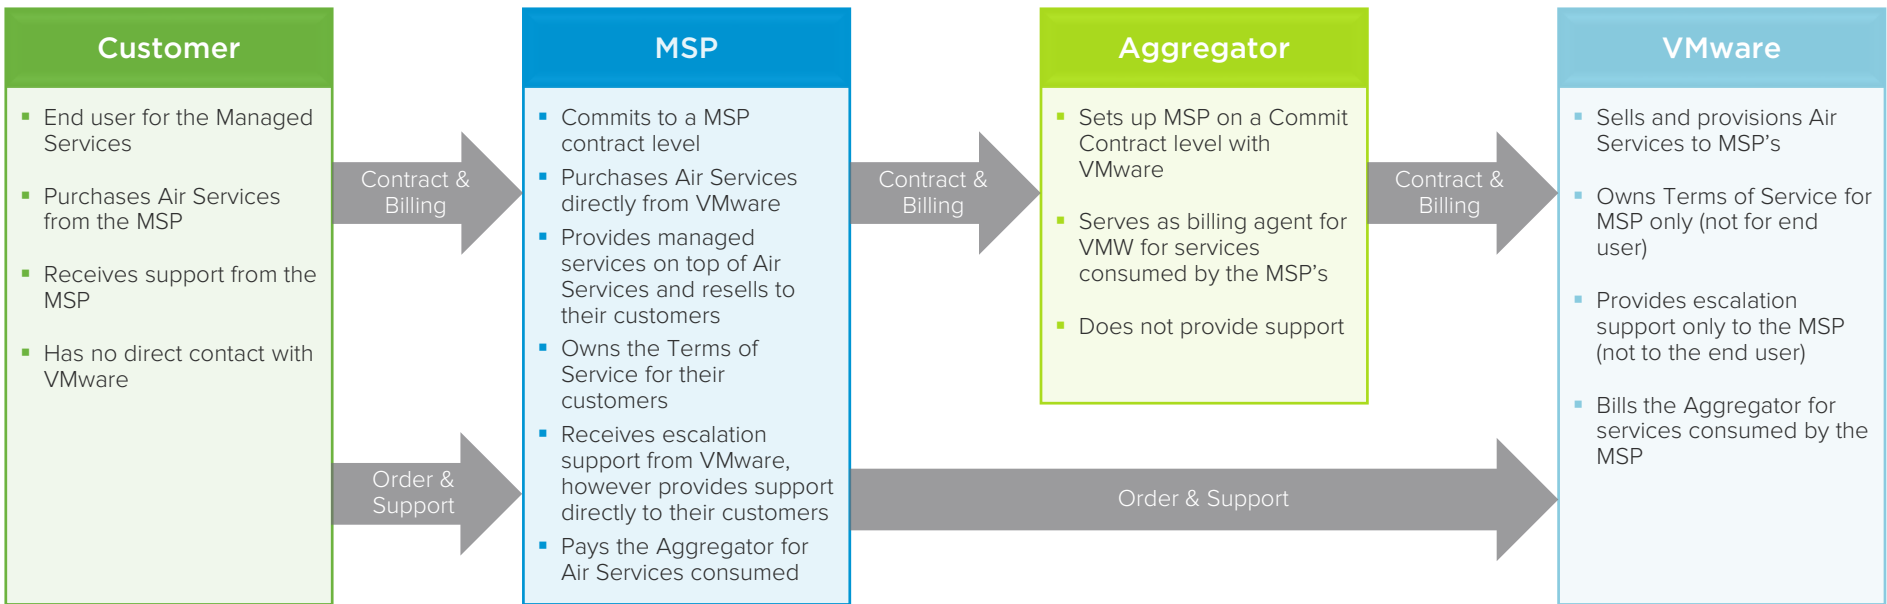 Customer
▪ End user for the Managed
Services
▪ Purchases Air Services
from the MSP
▪ Receives support from the
MSP
▪ Has no direct contact with
VMware
Contract &
Billing
Order &
Support
MSP
▪ Commits to a MSP
contract level
▪ Purchases Air Services
directly from VMware
▪ Provides managed
services on top of Air
Services and resells to
their customers
▪ Owns the Terms of
Service for their
customers
▪ Receives escalation
support from VMware,
however provides support
directly to their customers
▪ Pays the Aggregator for
Air Services consumed
Contract &
Billing
Aggregator
▪ Sets up MSP on a Commit
Contract level with
VMware
▪ Serves as billing agent for
VMW for services
consumed by the MSP’s
▪ Does not provide support
Contract &
Billing
Order & Support
VMware
▪ Sells and provisions Air
Services to MSP’s
▪ Owns Terms of Service for
MSP only (not for end
user)
▪ Provides escalation
support only to the MSP
(not to the end user)
▪ Bills the Aggregator for
services consumed by the
MSP